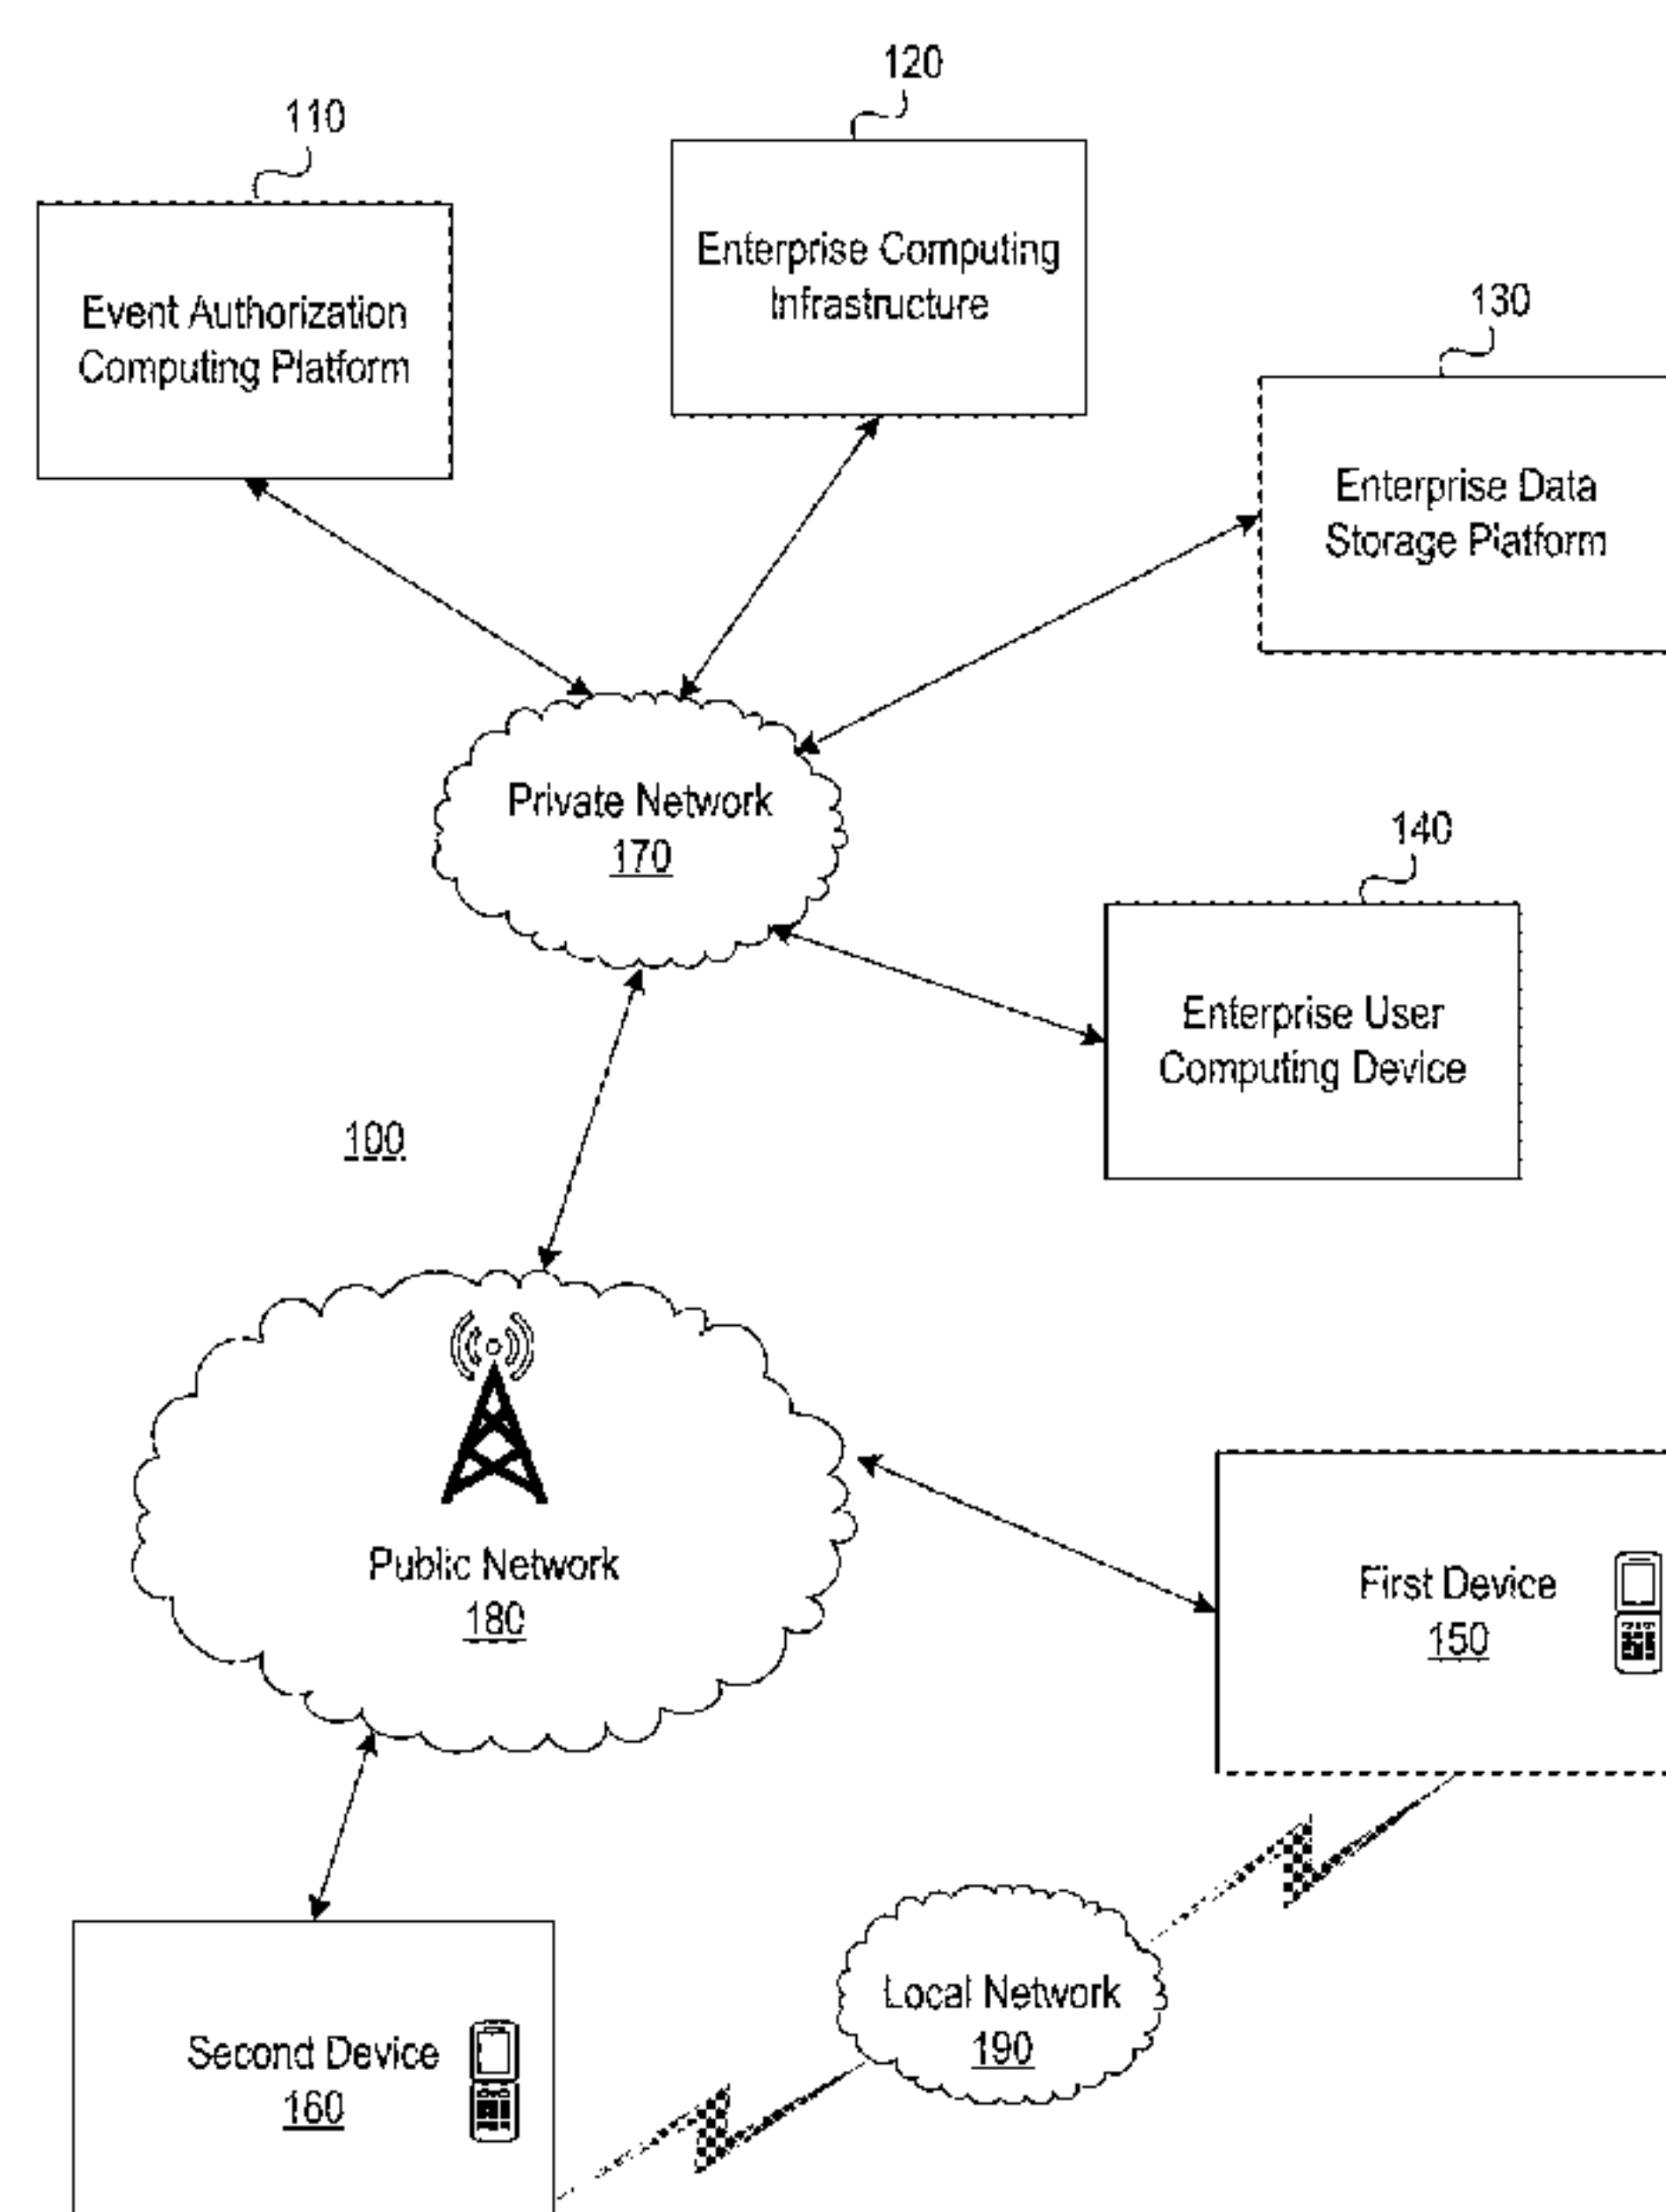 120
110
Enterprise Computing
Infrastructure
Event Authorization
Computing Platform
130
Enterprise Data
Storage Platform
Private Network
170
140
Enterprise User
Computing Device
100
Public Network
180
First Device
150
Local Network
190
Second Device
160